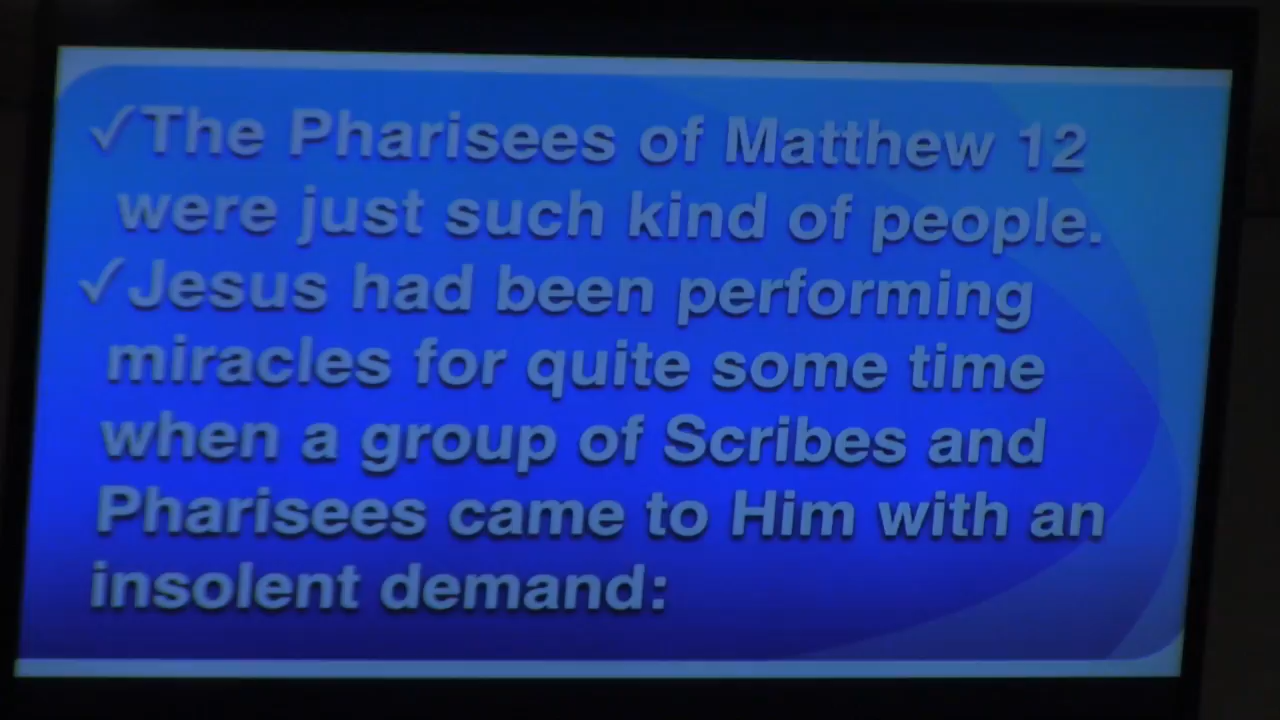 ✓The Pharisees of Matthew 12
were just such kind of people.
✓Jesus had been performing
miracles for quite some time
when a group of Scribes and
Pharisees came to Him with an
insolent demand: